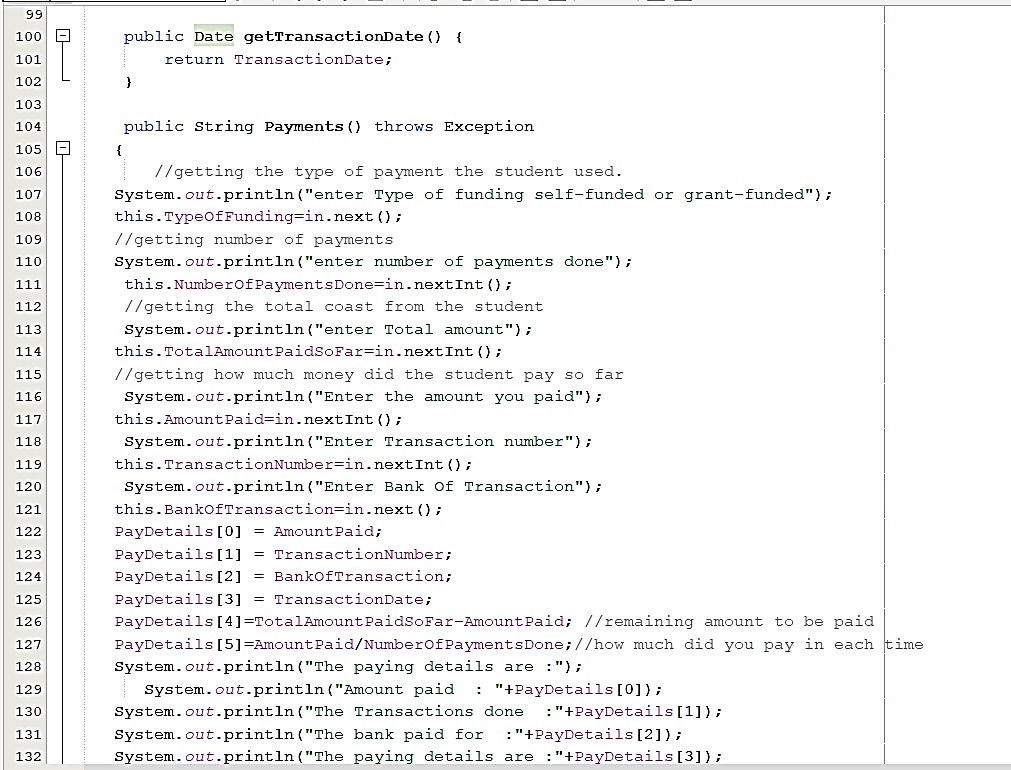 99
100 public Date getTransactionDate() {
101 return TransactionDate;
102 }
103
104 public String Payments() throws Exception
105 {
106 //getting the type of payment the student used.
107 System.out.println("enter Type of funding self-funded or grant-funded");
108 this.TypeOfFunding=in.next();
109 //getting number of payments
110 System.out.println("enter number of payments done");
111 this.NumberOfPaymentsDone=in.nextInt();
112 //getting the total coast from the student
113 System.out.println("enter Total amount");
114 this.TotalAmountPaidSoFar=in.nextInt();
115 //getting how much money did the student pay so far
116 System.out.println("Enter the amount you paid");
117 this.AmountPaid=in.nextInt();
118 System.out.println("Enter Transaction number");
119 this.TransactionNumber=in.nextInt();
120 System.out.println("Enter Bank Of Transaction");
121 this.BankOfTransaction=in.next();
122 PayDetails[0] = AmountPaid;
123 PayDetails[1] = TransactionNumber;
124 PayDetails[2] = BankOfTransaction;
125 PayDetails[3] = TransactionDate;
126 PayDetails[4]=TotalAmountPaidSoFar-AmountPaid; //remaining amount to be paid
127 PayDetails[5]=AmountPaid/NumberOfPaymentsDone;//how much did you pay in each time
128 System.out.println("The paying details are :");
129 System.out.println("Amount paid  : "+PayDetails[0]);
130 System.out.println("The Transactions done  :"+PayDetails[1]);
131 System.out.println("The bank paid for  :"+PayDetails[2]);
132 System.out.println("The paying details are :"+PayDetails[3]);